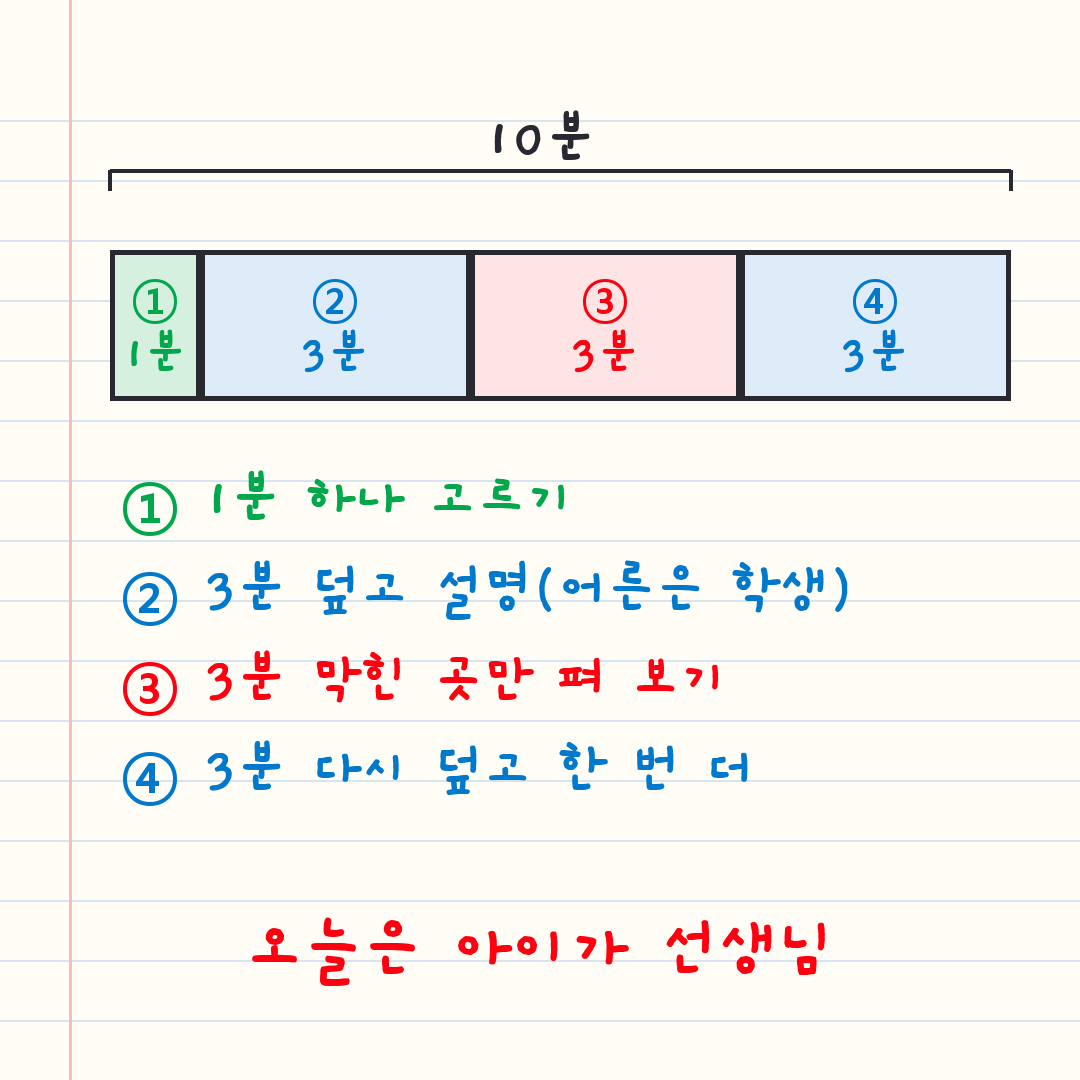 10분
① ② ③ ④
1분 3분 3분 3분
① 1분 하나 고르기
② 3분 덮고 설명(어른은 학생)
③ 3분 막힌 곳만 펴 보기
④ 3분 다시 덮고 한 번 더
오늘은 아이가 선생님